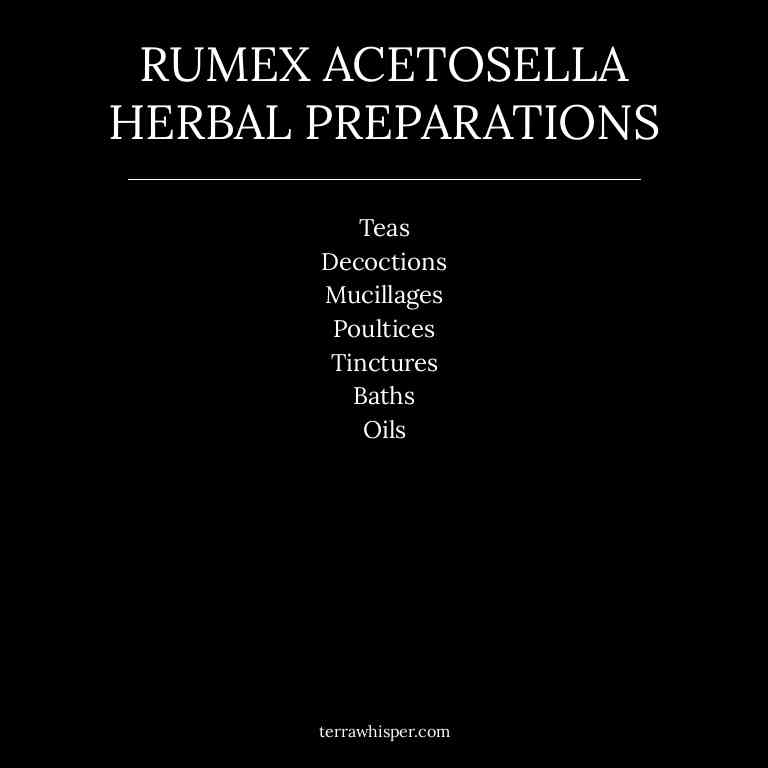 RUMEX ACETOSELLA
HERBAL PREPARATIONS
Teas
Decoctions
Mucillages
Poultices
Tinctures
Baths
Oils
terrawhisper.com